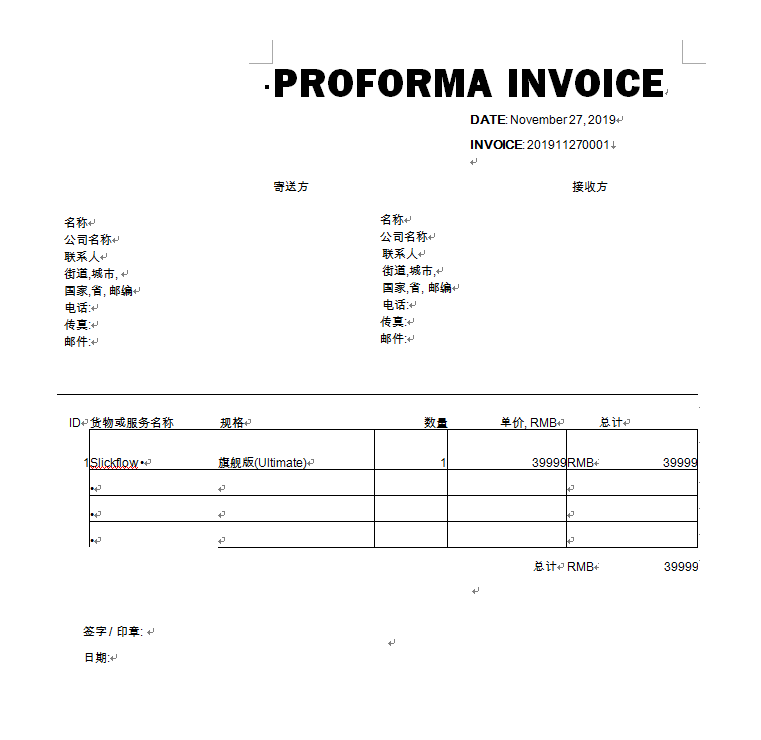 PROFORMA INVOICE
DATE: November 27, 2019
INVOICE: 201911270001
寄送方 接收方
名称 名称
公司名称 公司名称
联系人 联系人
街道,城市, 街道,城市,
国家,省, 邮编 国家,省, 邮编
电话: 电话:
传真: 传真:
邮件: 邮件:
ID 货物或服务名称 规格 数量 单价, RMB 总计
1 Slickflow 旗舰版(Ultimate) 1 39999 RMB 39999
总计 RMB 39999
签字 / 印章:
日期: